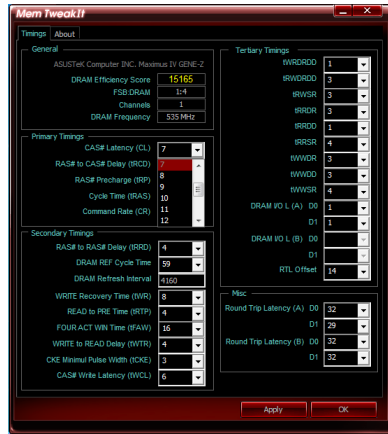 Mem TweakIt
Timings About
General
ASUSTeK Computer INC. Maximus IV GENE-Z
DRAM Efficiency Score 15165
FSB:DRAM 1:4
Channels 1
DRAM Frequency 535 MHz
Primary Timings
CAS# Latency (CL) 7
RAS# to CAS# Delay (tRCD) 7
8
RAS# Precharge (tRP)
9
Cycle Time (tRAS) 10
Command Rate (CR) 11
12
Secondary Timings
RAS# to RAS# Delay (tRRD) 4
DRAM REF Cycle Time 59
DRAM Refresh Interval 4160
WRITE Recovery Time (tWR) 8
READ to PRE Time (tRTP) 4
FOUR ACT WIN Time (tFAW) 16
WRITE to READ Delay (tWTR) 4
CKE Minimul Pulse Width (tCKE) 3
CAS# Write Latency (tWCL) 6
Tertiary Timings
tWRDRDD 1
tRWDRDD 3
tRWSR 4
tRRDR 3
tRRDD 1
tRRSR 4
tWWDR 3
tWWDD 3
tWWSR 4
DRAM I/O L (A) D0 1
D1 1
DRAM I/O L (B) D0
D1
RTL Offset 14
Misc
Round Trip Latency (A) D0 32
D1 29
Round Trip Latency (B) D0 32
D1 32
Apply OK